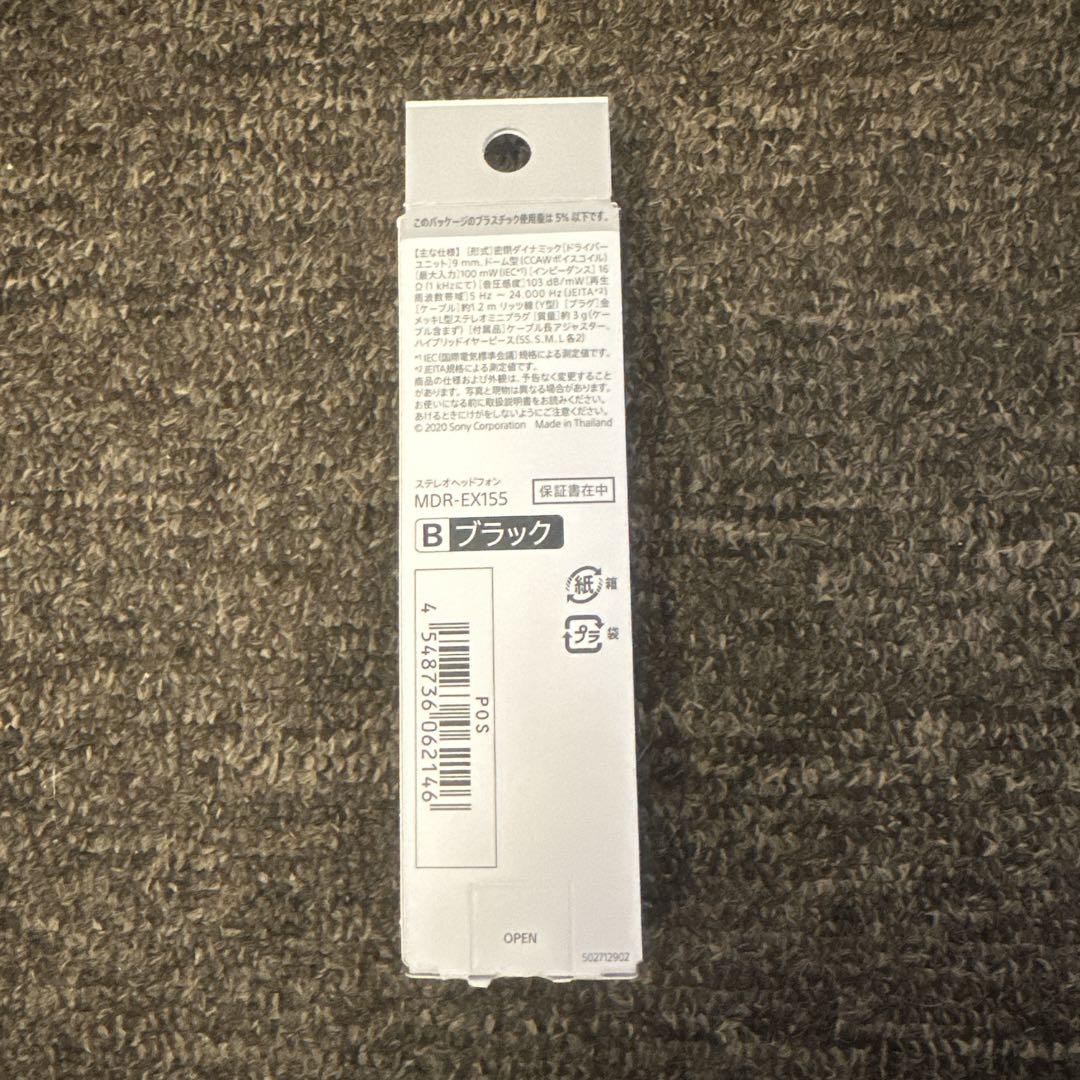 このパッケージのプラスチック使用量は 5% 以下です。
【主な仕様】[形式]密閉ダイナミック[ドライバー
ユニット]9 mm、ドーム型(CCAWボイスコイル)
[最大入力]100 mW(IEC*1)[インピーダンス]16
Ω(1 kHzにて)[音圧感度]103 dB/mW[再生
周波数帯域]5 Hz ～ 24,000 Hz(JEITA*2)
[ケーブル]約1.2 m リッツ線(Y型)[プラグ]金
メッキL型ステレオミニプラグ[質量]約 3 g(ケー
ブル含まず)[付属品]ケーブル長アジャスター、
ハイブリッドイヤーピース(SS、S、M、L 各2)
*1 IEC(国際電気標準会議)規格による測定値です。
*2 JEITA規格による測定値です。
商品の仕様および外観は、予告なく変更すること
があります。写真と現物は異なる場合があります。
お使いになる前に取扱説明書をお読みください。
あけるときにけがをしないようにご注意ください。
© 2020 Sony Corporation Made in Thailand
ステレオヘッドフォン
MDR-EX155
保証書在中
B ブラック
紙 箱
プラ 袋
POS
4 548736 062146
OPEN
502712902